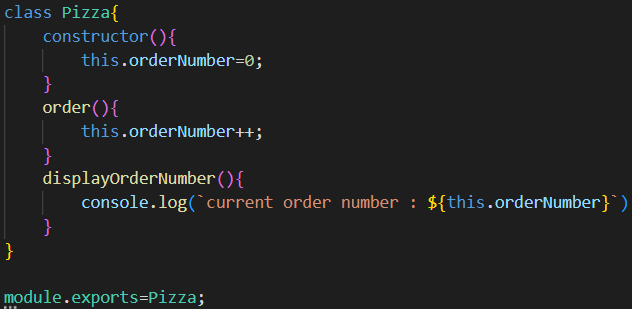 class Pizza{
    constructor(){
        this.orderNumber=0;
    }
    order(){
        this.orderNumber++;
    }
    displayOrderNumber(){
        console.log(`current order number : ${this.orderNumber}`)
    }
}

module.exports=Pizza;